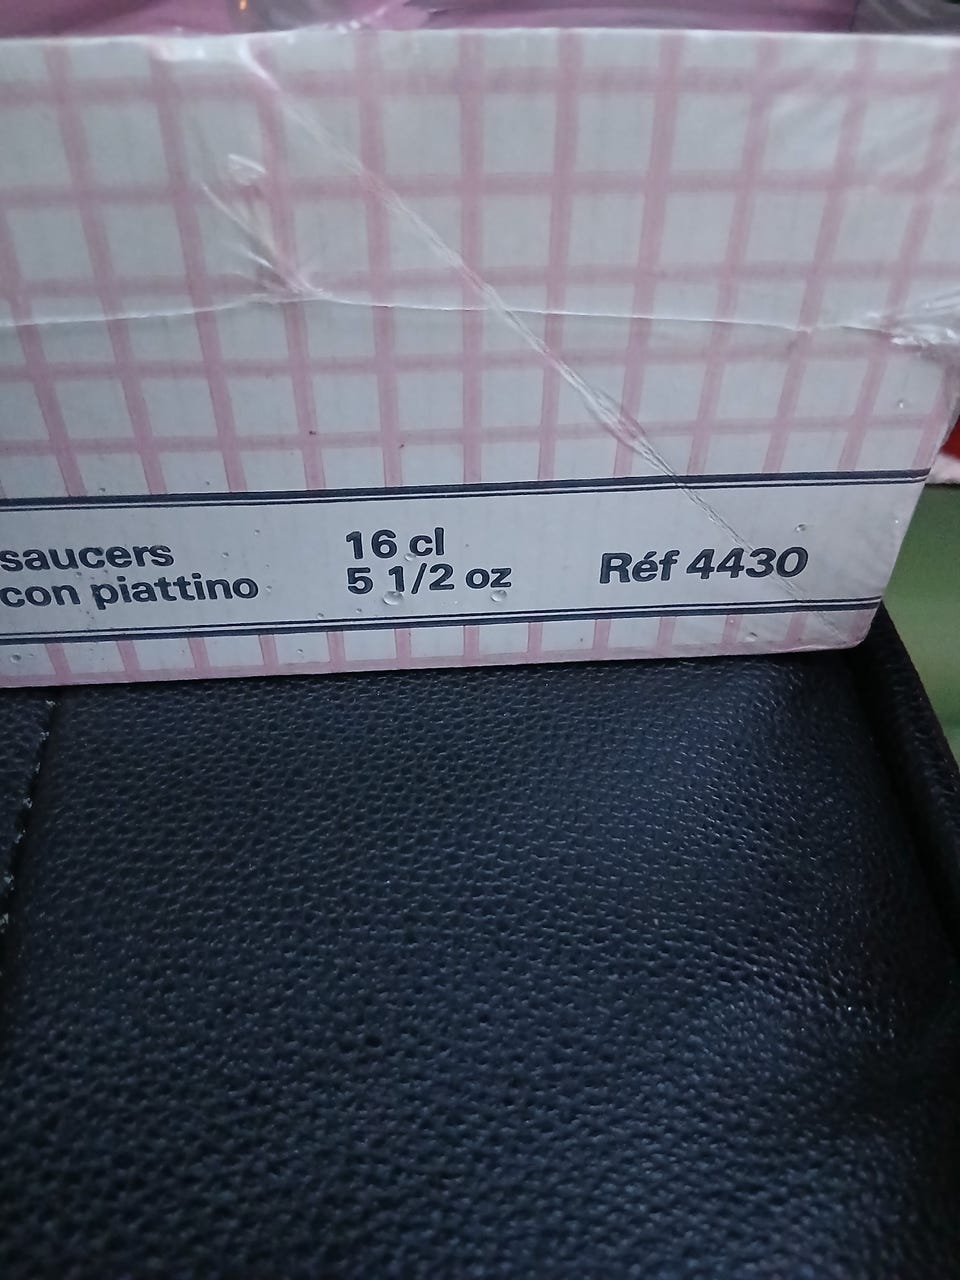 saucers
con piattino
16 cl
5 1/2 oz
Réf 4430